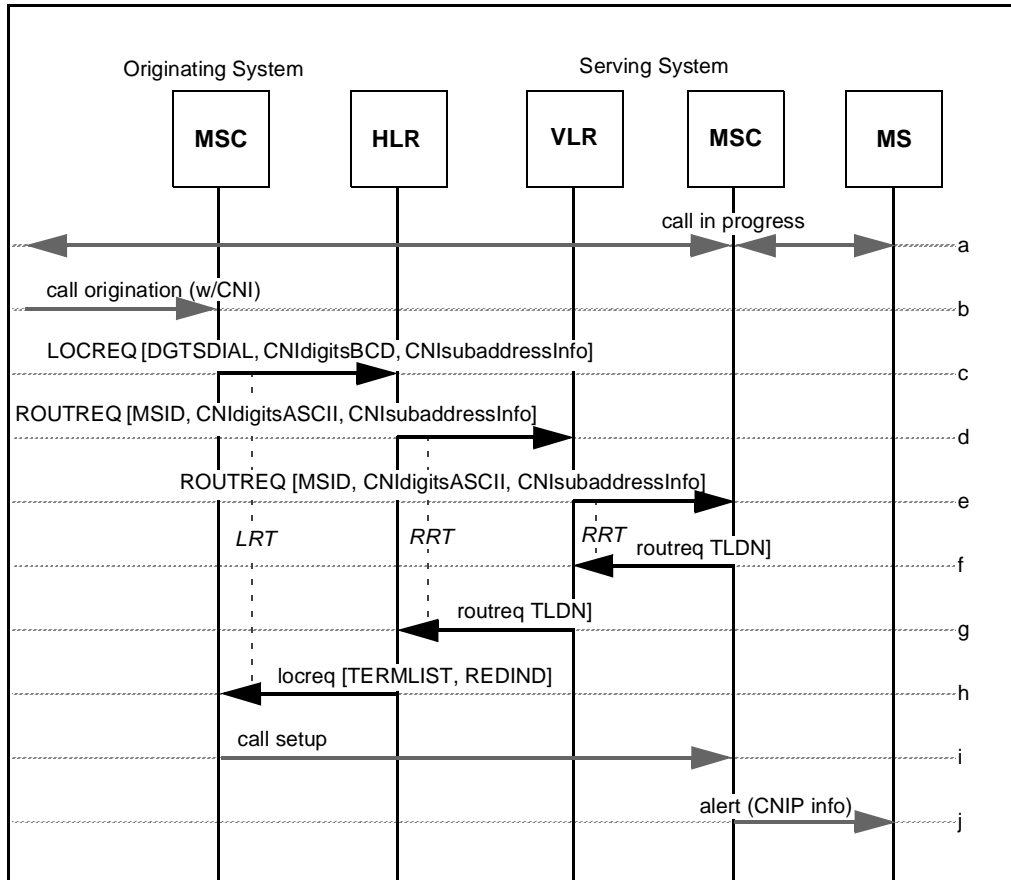 Originating System
Serving System
MSC
HLR
VLR
MSC
MS
call in progress
a
call origination (w/CNI)
b
LOCREQ [DGTSDIAL, CNIdigitsBCD, CNIsubaddressInfo]
c
ROUTREQ [MSID, CNIdigitsASCII, CNIsubaddressInfo]
d
ROUTREQ [MSID, CNIdigitsASCII, CNIsubaddressInfo]
e
LRT
RRT
RRT
routreq TLDN]
f
routreq TLDN]
g
locreq [TERMLIST, REDIND]
h
call setup
i
alert (CNIP info)
j